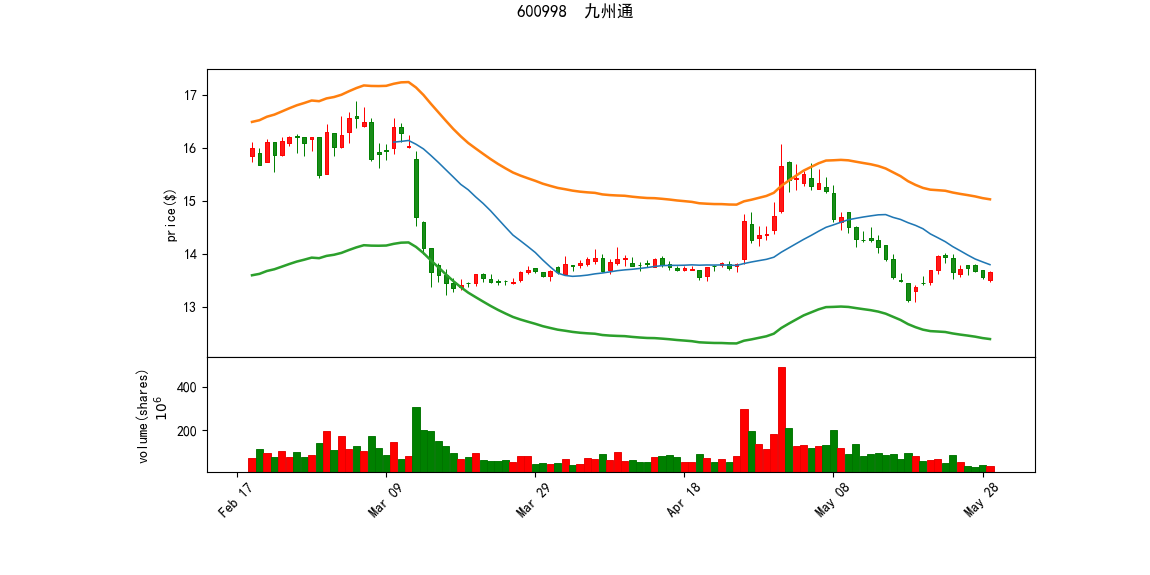 600998 九州通
price($)
17
16
15
14
13
volume(shares)
10^6
400
200
Feb 17
Mar 09
Mar 29
Apr 18
May 08
May 28